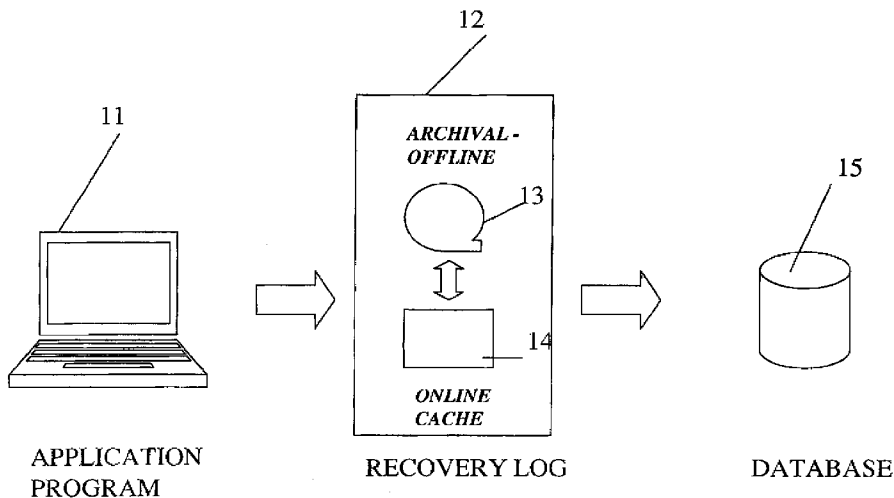 12
11
ARCHIVAL -
OFFLINE
13
15
14
ONLINE
CACHE
APPLICATION
PROGRAM
RECOVERY LOG
DATABASE